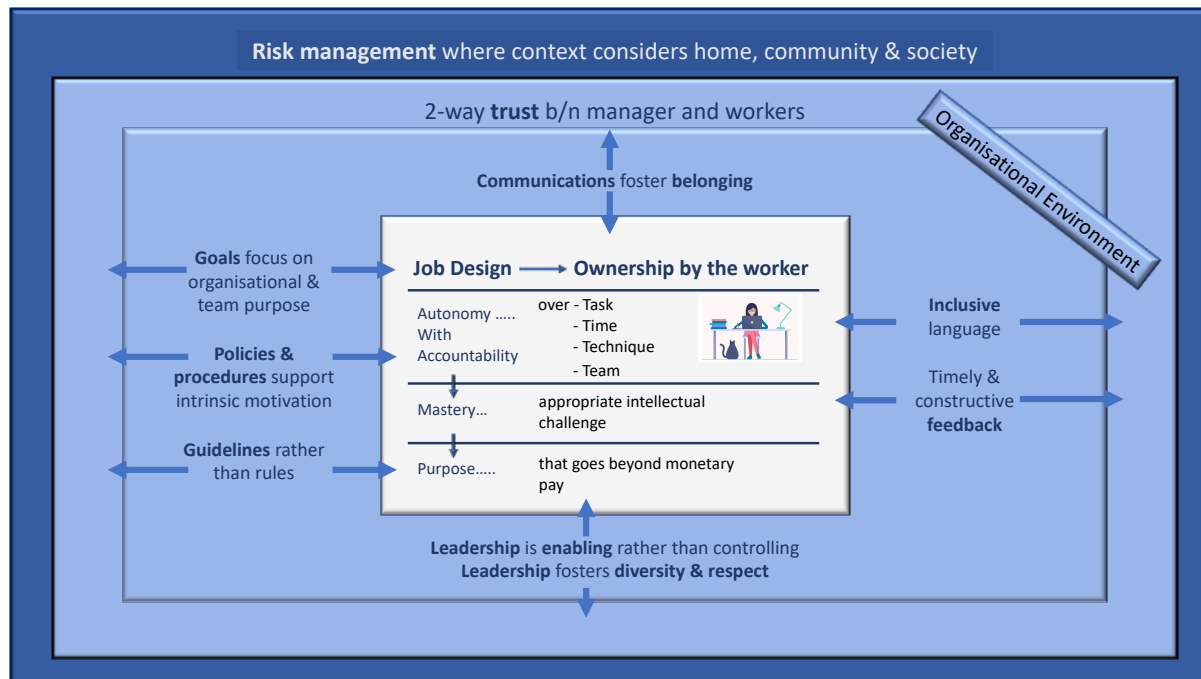 Risk management where context considers home, community & society
2-way trust b/n manager and workers
Organisational Environment
Communications foster belonging
Goals focus on
organisational &
team purpose
Policies &
procedures support
intrinsic motivation
Guidelines rather
than rules
Job Design
Ownership by the worker
Autonomy …..
With
Accountability
over - Task
- Time
- Technique
- Team
Mastery…
appropriate intellectual
challenge
Purpose…..
that goes beyond monetary
pay
Inclusive
language
Timely &
constructive
feedback
Leadership is enabling rather than controlling
Leadership fosters diversity & respect